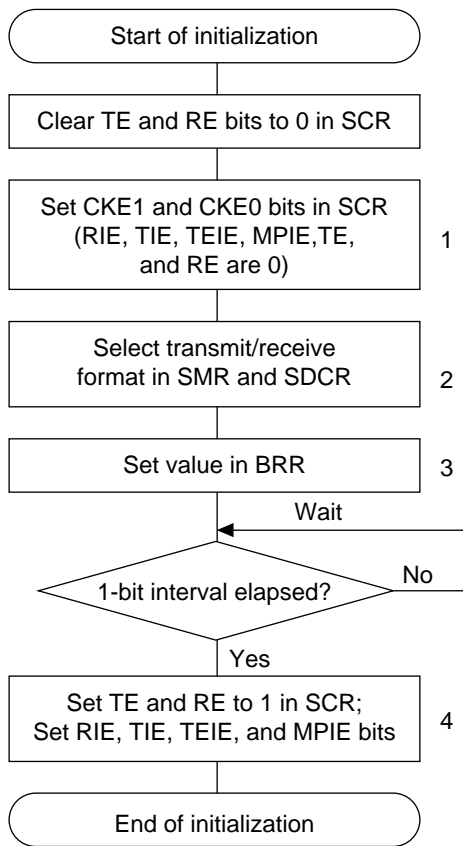 Start of initialization
Clear TE and RE bits to 0 in SCR
Set CKE1 and CKE0 bits in SCR
(RIE, TIE, TEIE, MPIE,TE,
and RE are 0)
1
Select transmit/receive
format in SMR and SDCR
2
Set value in BRR
3
Wait
1-bit interval elapsed?
No
Yes
Set TE and RE to 1 in SCR;
Set RIE, TIE, TEIE, and MPIE bits
4
End of initialization